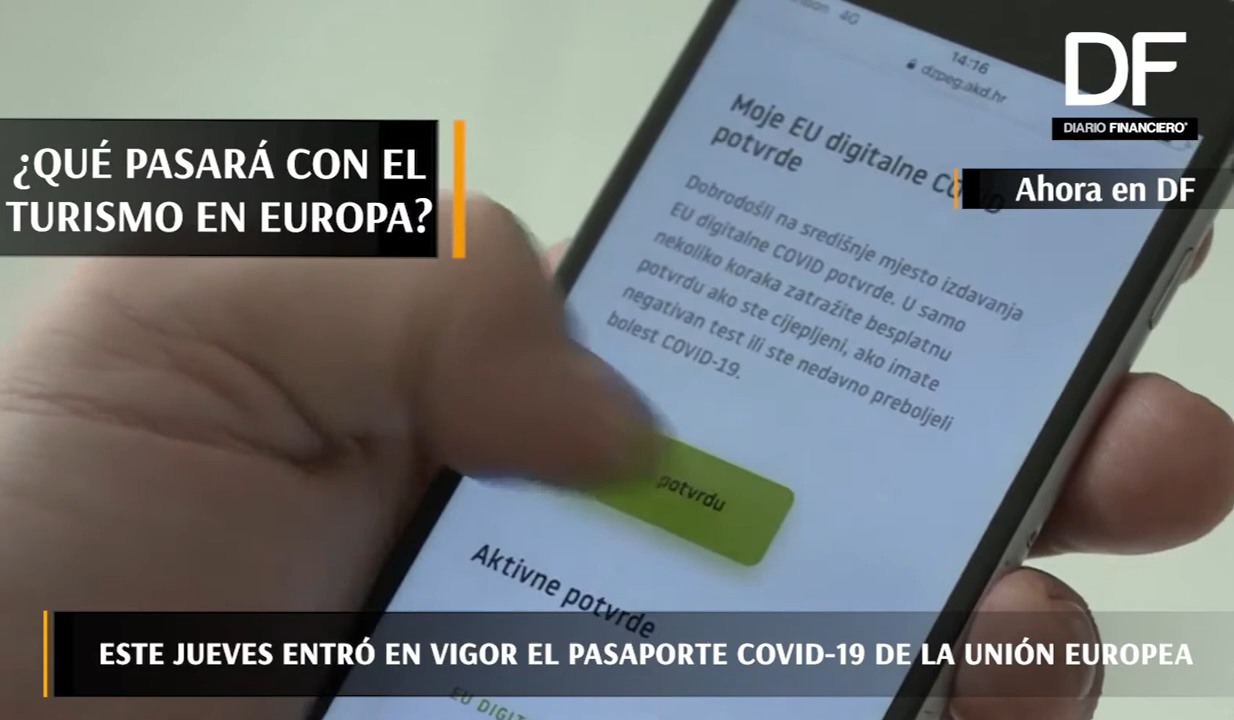 4G
14:16
dzpeg.akd.hr
DF
DIARIO FINANCIERO®
Ahora en DF
¿QUÉ PASARÁ CON EL
TURISMO EN EUROPA?
Moje EU digitalne
potvrde
Dobrodošli na središnje mjesto izdavanja
EU digitalne COVID potvrde. U samo
nekoliko koraka zatražite besplatnu
potvrdu ako ste cijepljeni, ako imate
negativan test ili ste nedavno preboljeli
bolest COVID-19.
potvrdu
Aktivne potvrde
ESTE JUEVES ENTRÓ EN VIGOR EL PASAPORTE COVID-19 DE LA UNIÓN EUROPEA
EU